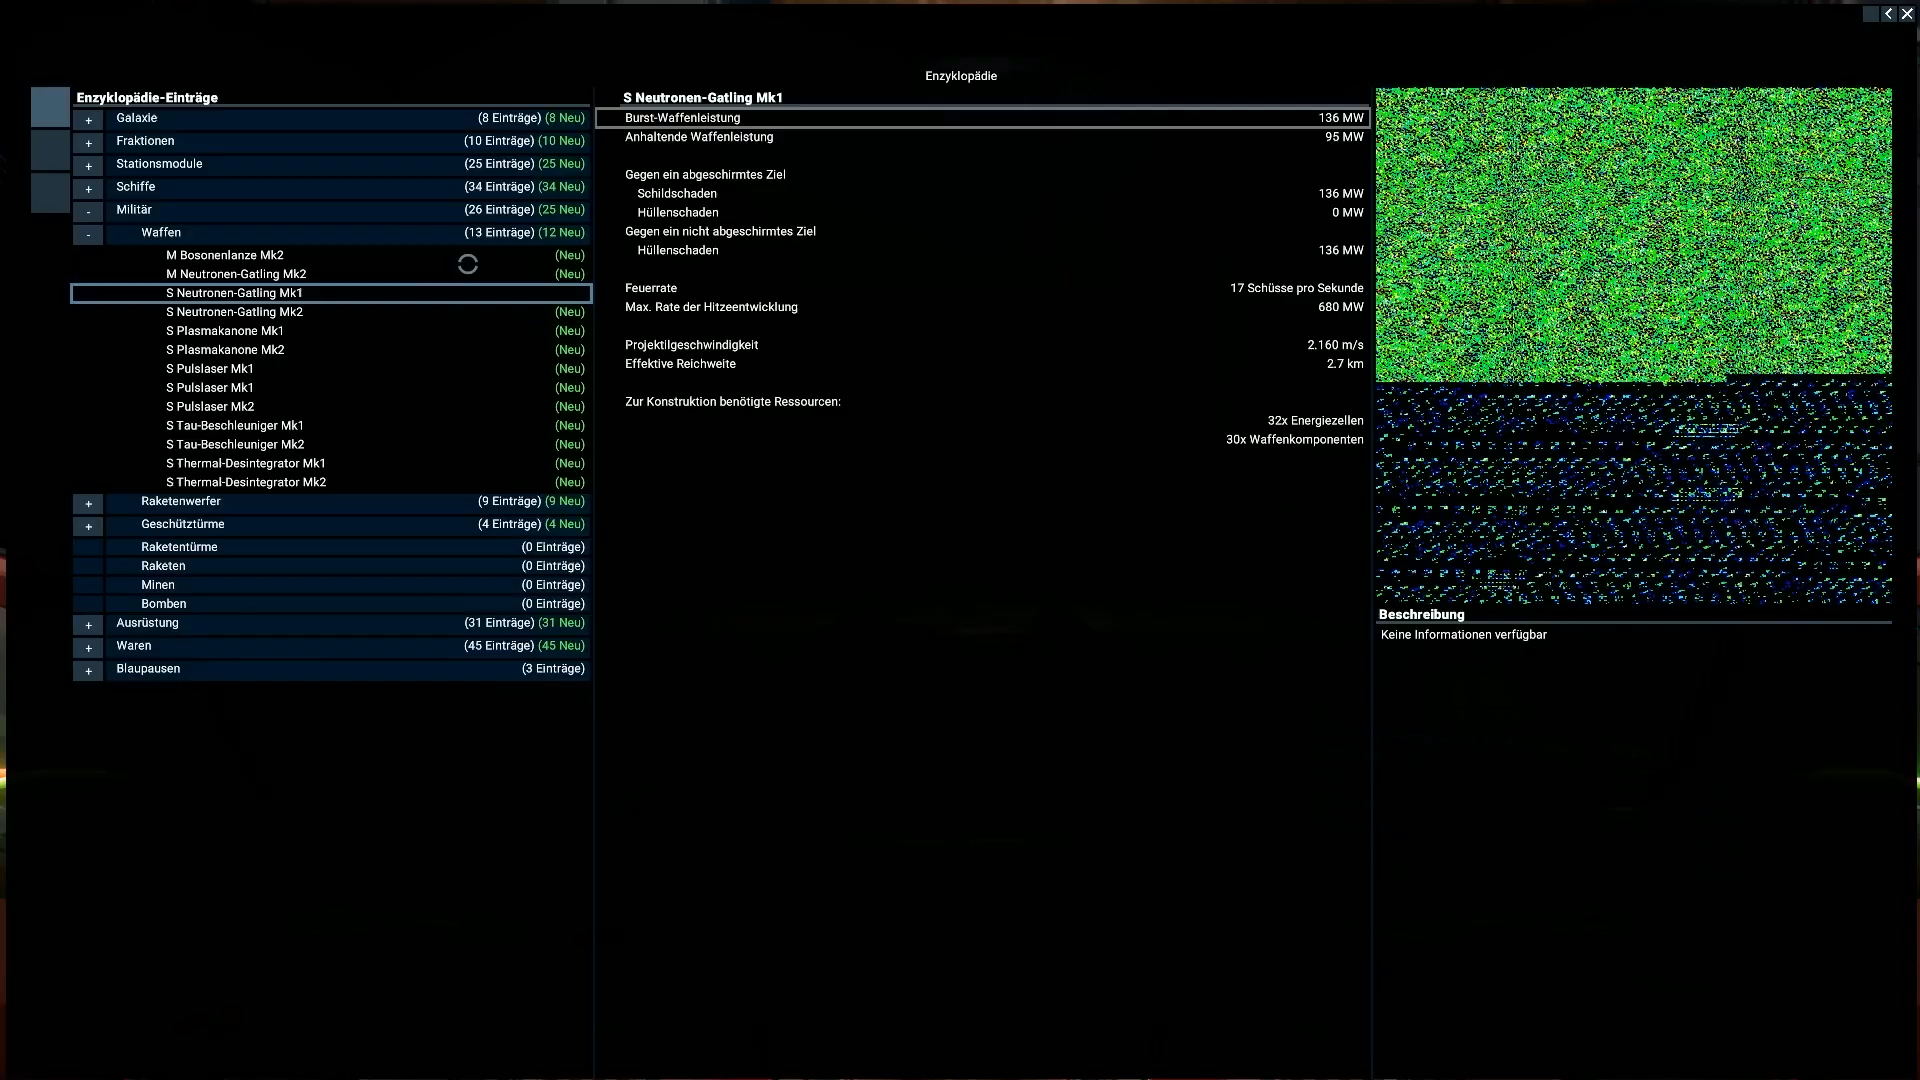 Enzyklopädie
Enzyklopädie-Einträge
+ Galaxie (8 Einträge) (8 Neu)
+ Fraktionen (10 Einträge) (10 Neu)
+ Stationsmodule (25 Einträge) (25 Neu)
+ Schiffe (34 Einträge) (34 Neu)
- Militär (26 Einträge) (25 Neu)
- Waffen (13 Einträge) (12 Neu)
M Bosonenlanze Mk2 (Neu)
M Neutronen-Gatling Mk2 (Neu)
S Neutronen-Gatling Mk1
S Neutronen-Gatling Mk2 (Neu)
S Plasmakanone Mk1 (Neu)
S Plasmakanone Mk2 (Neu)
S Pulslaser Mk1 (Neu)
S Pulslaser Mk1 (Neu)
S Pulslaser Mk2 (Neu)
S Tau-Beschleuniger Mk1 (Neu)
S Tau-Beschleuniger Mk2 (Neu)
S Thermal-Desintegrator Mk1 (Neu)
S Thermal-Desintegrator Mk2 (Neu)
+ Raketenwerfer (9 Einträge) (9 Neu)
+ Geschütztürme (4 Einträge) (4 Neu)
Raketentürme (0 Einträge)
Raketen (0 Einträge)
Minen (0 Einträge)
Bomben (0 Einträge)
+ Ausrüstung (31 Einträge) (31 Neu)
+ Waren (45 Einträge) (45 Neu)
+ Blaupausen (3 Einträge)
S Neutronen-Gatling Mk1
Burst-Waffenleistung 136 MW
Anhaltende Waffenleistung 95 MW
Gegen ein abgeschirmtes Ziel
Schildschaden 136 MW
Hüllenschaden 0 MW
Gegen ein nicht abgeschirmtes Ziel
Hüllenschaden 136 MW
Feuerrate 17 Schüsse pro Sekunde
Max. Rate der Hitzeentwicklung 680 MW
Projektilgeschwindigkeit 2.160 m/s
Effektive Reichweite 2.7 km
Zur Konstruktion benötigte Ressourcen:
32x Energiezellen
30x Waffenkomponenten
Beschreibung
Keine Informationen verfügbar